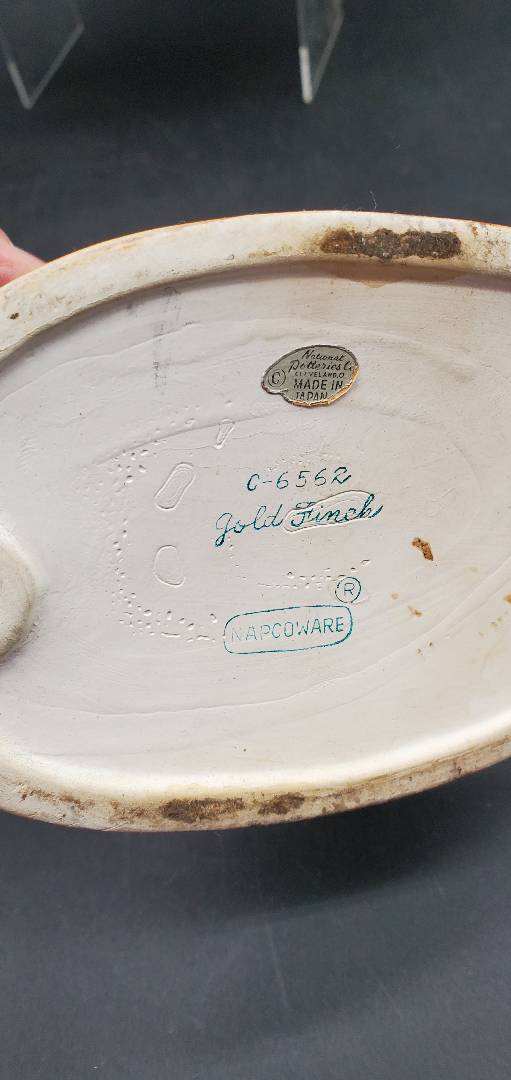 National
Potteries Co
CLEVELAND, O.
©
MADE IN
JAPAN
C-6562
Gold Finch
®
NAPCOWARE